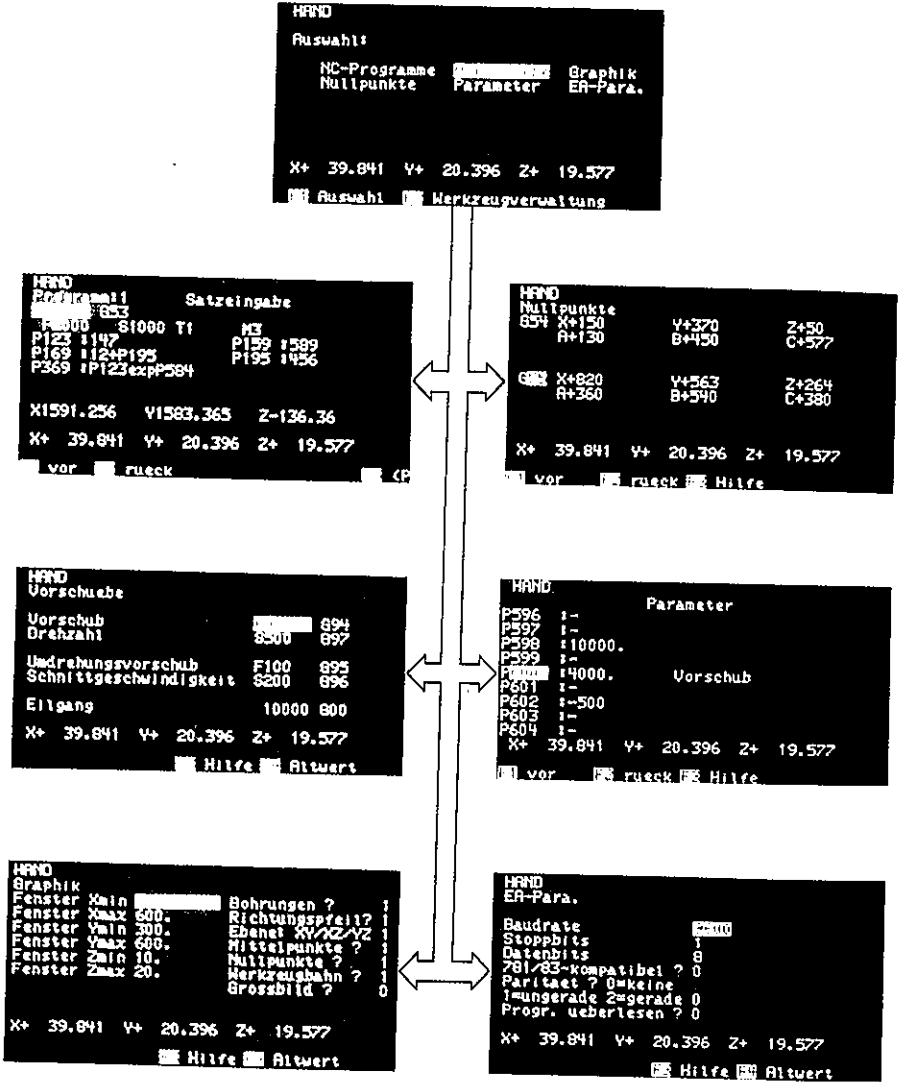 HAND
Auswahl:
NC-Programme Graphik
Nullpunkte Parameter EA-Para.
X+ 39.841 Y+ 20.396 Z+ 19.577
Auswahl Werkzeugverwaltung
HAND
Programm:1 Satzeingabe
G53
S1000 T1 M3
P123 :147 P159 :589
P169 :12+P195 P195 :456
P369 :P123expP584
X1591.256 Y1583.365 Z-136.36
X+ 39.841 Y+ 20.396 Z+ 19.577
vor rueck <P
HAND
Nullpunkte
G54 X+150 Y+370 Z+50
A+130 B+450 C+577
X+820 Y+563 Z+264
A+360 B+540 C+380
X+ 39.841 Y+ 20.396 Z+ 19.577
vor rueck Hilfe
HAND
Vorschuebe
Vorschub G94
Drehzahl S500 G97
Umdrehungsvorschub F100 G95
Schnittgeschwindigkeit S200 G96
Eilgang 10000 G00
X+ 39.841 Y+ 20.396 Z+ 19.577
Hilfe Altwert
HAND
Parameter
P596 :-
P597 :-
P598 :10000.
P599 :-
:4000. Vorschub
P601 :-
P602 :-500
P603 :-
P604 :-
X+ 39.841 Y+ 20.396 Z+ 19.577
vor rueck Hilfe
HAND
Graphik
Fenster Xmin Bohrungen ? 1
Fenster Xmax 600. Richtungspfeil? 1
Fenster Ymin 300. Ebene: XY/XZ/YZ 1
Fenster Ymax 600. Mittelpunkte ? 1
Fenster Zmin 10. Nullpunkte ? 1
Fenster Zmax 20. Werkzeugbahn ? 1
Grossbild ? 0
X+ 39.841 Y+ 20.396 Z+ 19.577
Hilfe Altwert
HAND
EA-Para.
Baudrate
Stoppbits 1
Datenbits 8
781/83-kompatibel ? 0
Paritaet ? 0=keine
1=ungerade 2=gerade 0
Progr. ueberlesen ? 0
X+ 39.841 Y+ 20.396 Z+ 19.577
Hilfe Altwert